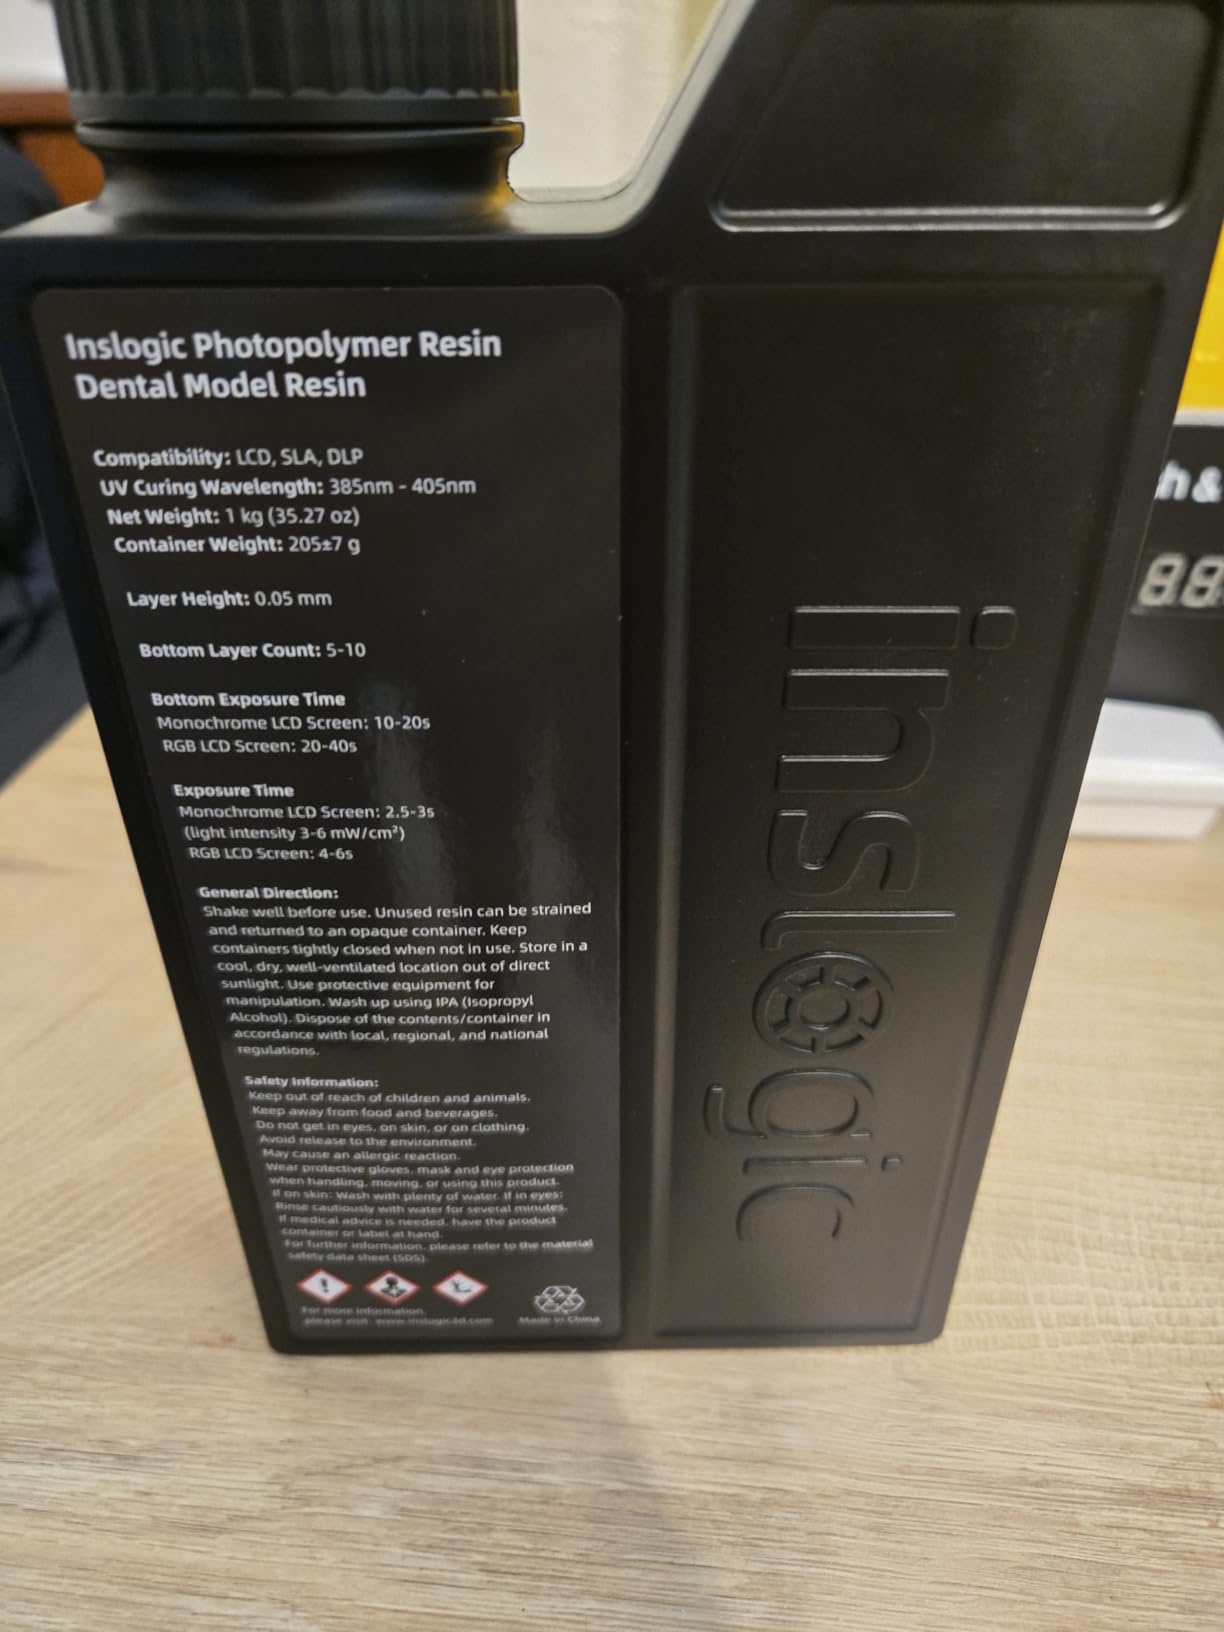 Inslogic Photopolymer Resin
Dental Model Resin
Compatibility: LCD, SLA, DLP
UV Curing Wavelength: 385nm - 405nm
Net Weight: 1 kg (35.27 oz)
Container Weight: 205±7 g
Layer Height: 0.05 mm
Bottom Layer Count: 5-10
Bottom Exposure Time
Monochrome LCD Screen: 10-20s
RGB LCD Screen: 20-40s
Exposure Time
Monochrome LCD Screen: 2.5-3s
(light intensity 3-6 mW/cm²)
RGB LCD Screen: 4-6s
General Direction:
Shake well before use. Unused resin can be strained
and returned to an opaque container. Keep
containers tightly closed when not in use. Store in a
cool, dry, well-ventilated location out of direct
sunlight. Use protective equipment for
manipulation. Wash up using IPA (Isopropyl
Alcohol). Dispose of the contents/container in
accordance with local, regional, and national
regulations.
Safety Information:
Keep out of reach of children and animals.
Keep away from food and beverages.
Do not get in eyes, on skin, or on clothing.
Avoid release to the environment.
May cause an allergic reaction.
Wear protective gloves, mask and eye protection
when handling, moving, or using this product.
If on skin: Wash with plenty of water. If in eyes:
Rinse cautiously with water for several minutes.
If medical advice is needed, have the product
container or label at hand.
For further information, please refer to the material
safety data sheet (SDS).
For more information,
please visit: www.inslogic3d.com
Made in China
inslogic
h &
88